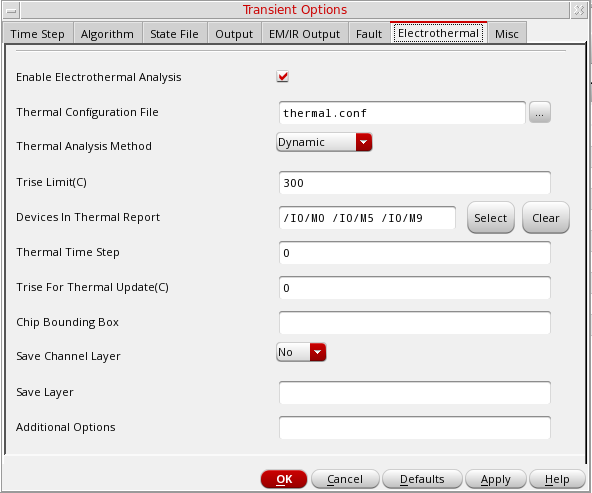 Transient Options
Time Step Algorithm State File Output EM/IR Output Fault Electrothermal Misc
Enable Electrothermal Analysis
Thermal Configuration File thermal.conf ...
Thermal Analysis Method Dynamic
Trise Limit(C) 300
Devices In Thermal Report /I0/M0 /I0/M5 /I0/M9 Select Clear
Thermal Time Step 0
Trise For Thermal Update(C) 0
Chip Bounding Box
Save Channel Layer No
Save Layer
Additional Options
OK Cancel Defaults Apply Help